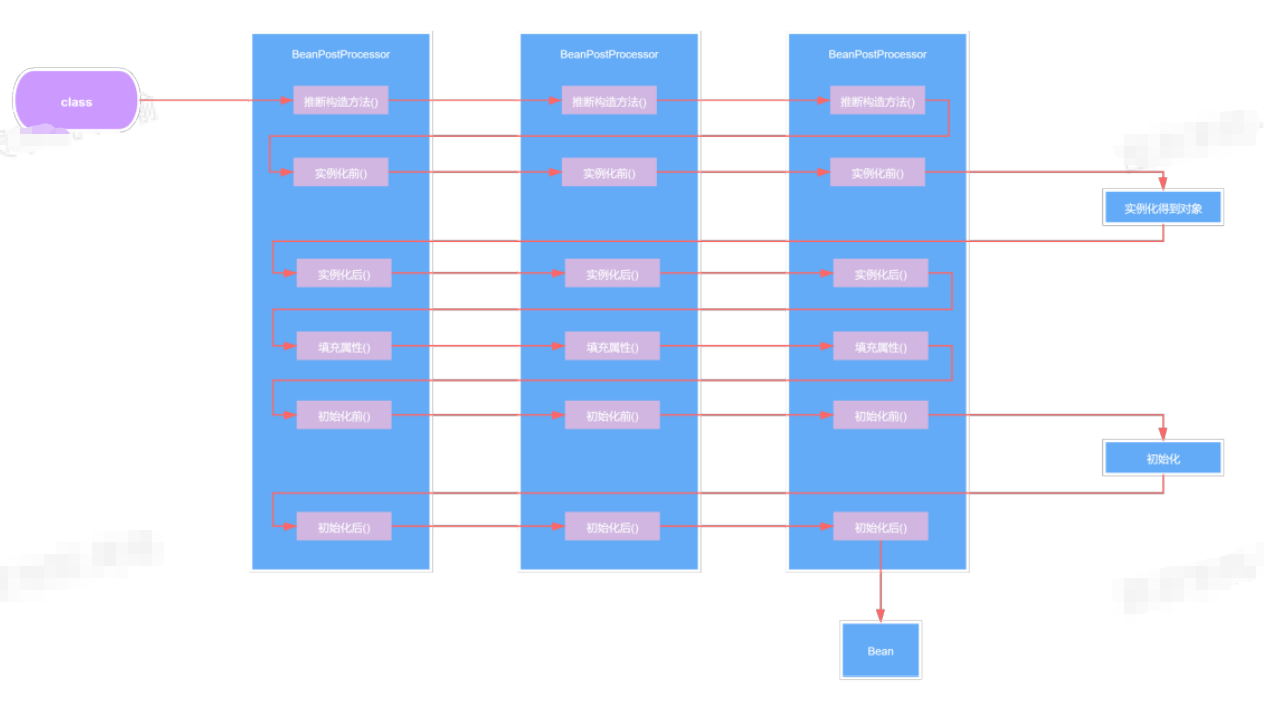 BeanPostProcessor
BeanPostProcessor
BeanPostProcessor
class
推断构造方法()
推断构造方法()
推断构造方法()
实例化前()
实例化前()
实例化前()
实例化得到对象
实例化后()
实例化后()
实例化后()
填充属性()
填充属性()
填充属性()
初始化前()
初始化前()
初始化前()
初始化
初始化后()
初始化后()
初始化后()
Bean